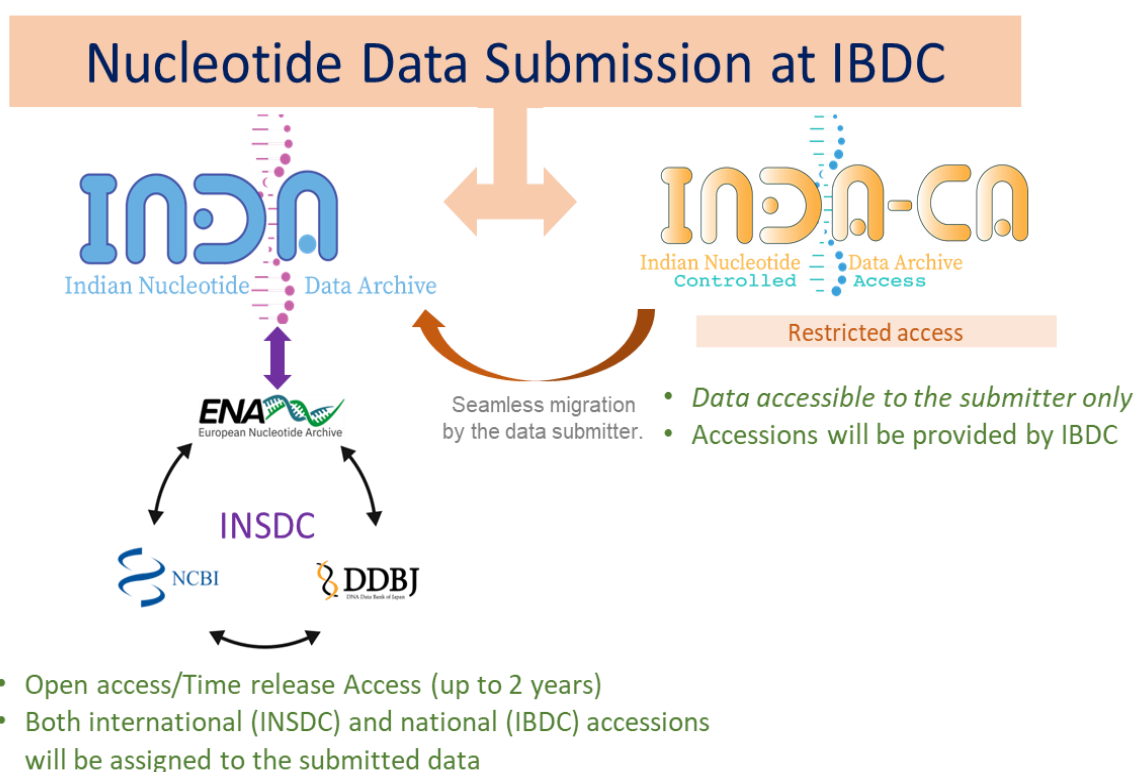 Nucleotide Data Submission at IBDC
INDA
Indian Nucleotide Data Archive
INDA-CA
Indian Nucleotide Data Archive
Controlled Access
Restricted access
ENA
European Nucleotide Archive
Seamless migration
by the data submitter.
• Data accessible to the submitter only
• Accessions will be provided by IBDC
INSDC
NCBI
DDBJ
DNA Data Bank of Japan
• Open access/Time release Access (up to 2 years)
• Both international (INSDC) and national (IBDC) accessions
will be assigned to the submitted data